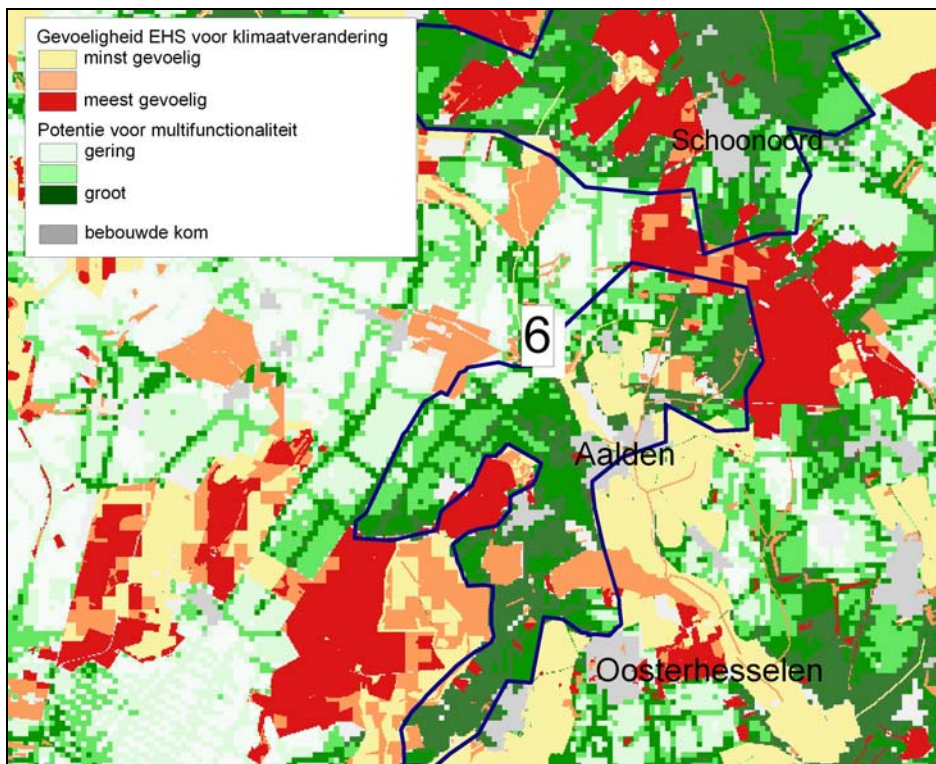 Gevoeligheid EHS voor klimaatverandering
minst gevoelig
meest gevoelig
Potentie voor multifunctionaliteit
gering
groot
bebouwde kom
Schoonoord
6
Aalden
Oosterhesselen